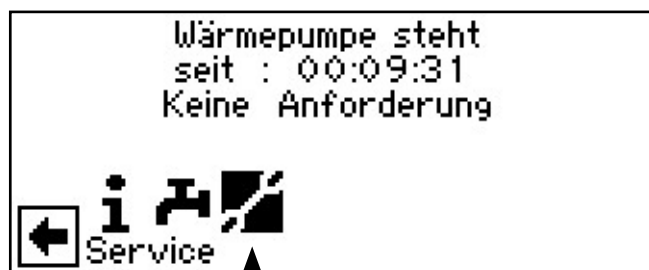 Wärmepumpe steht
seit : 00:09:31
Keine Anforderung
Service